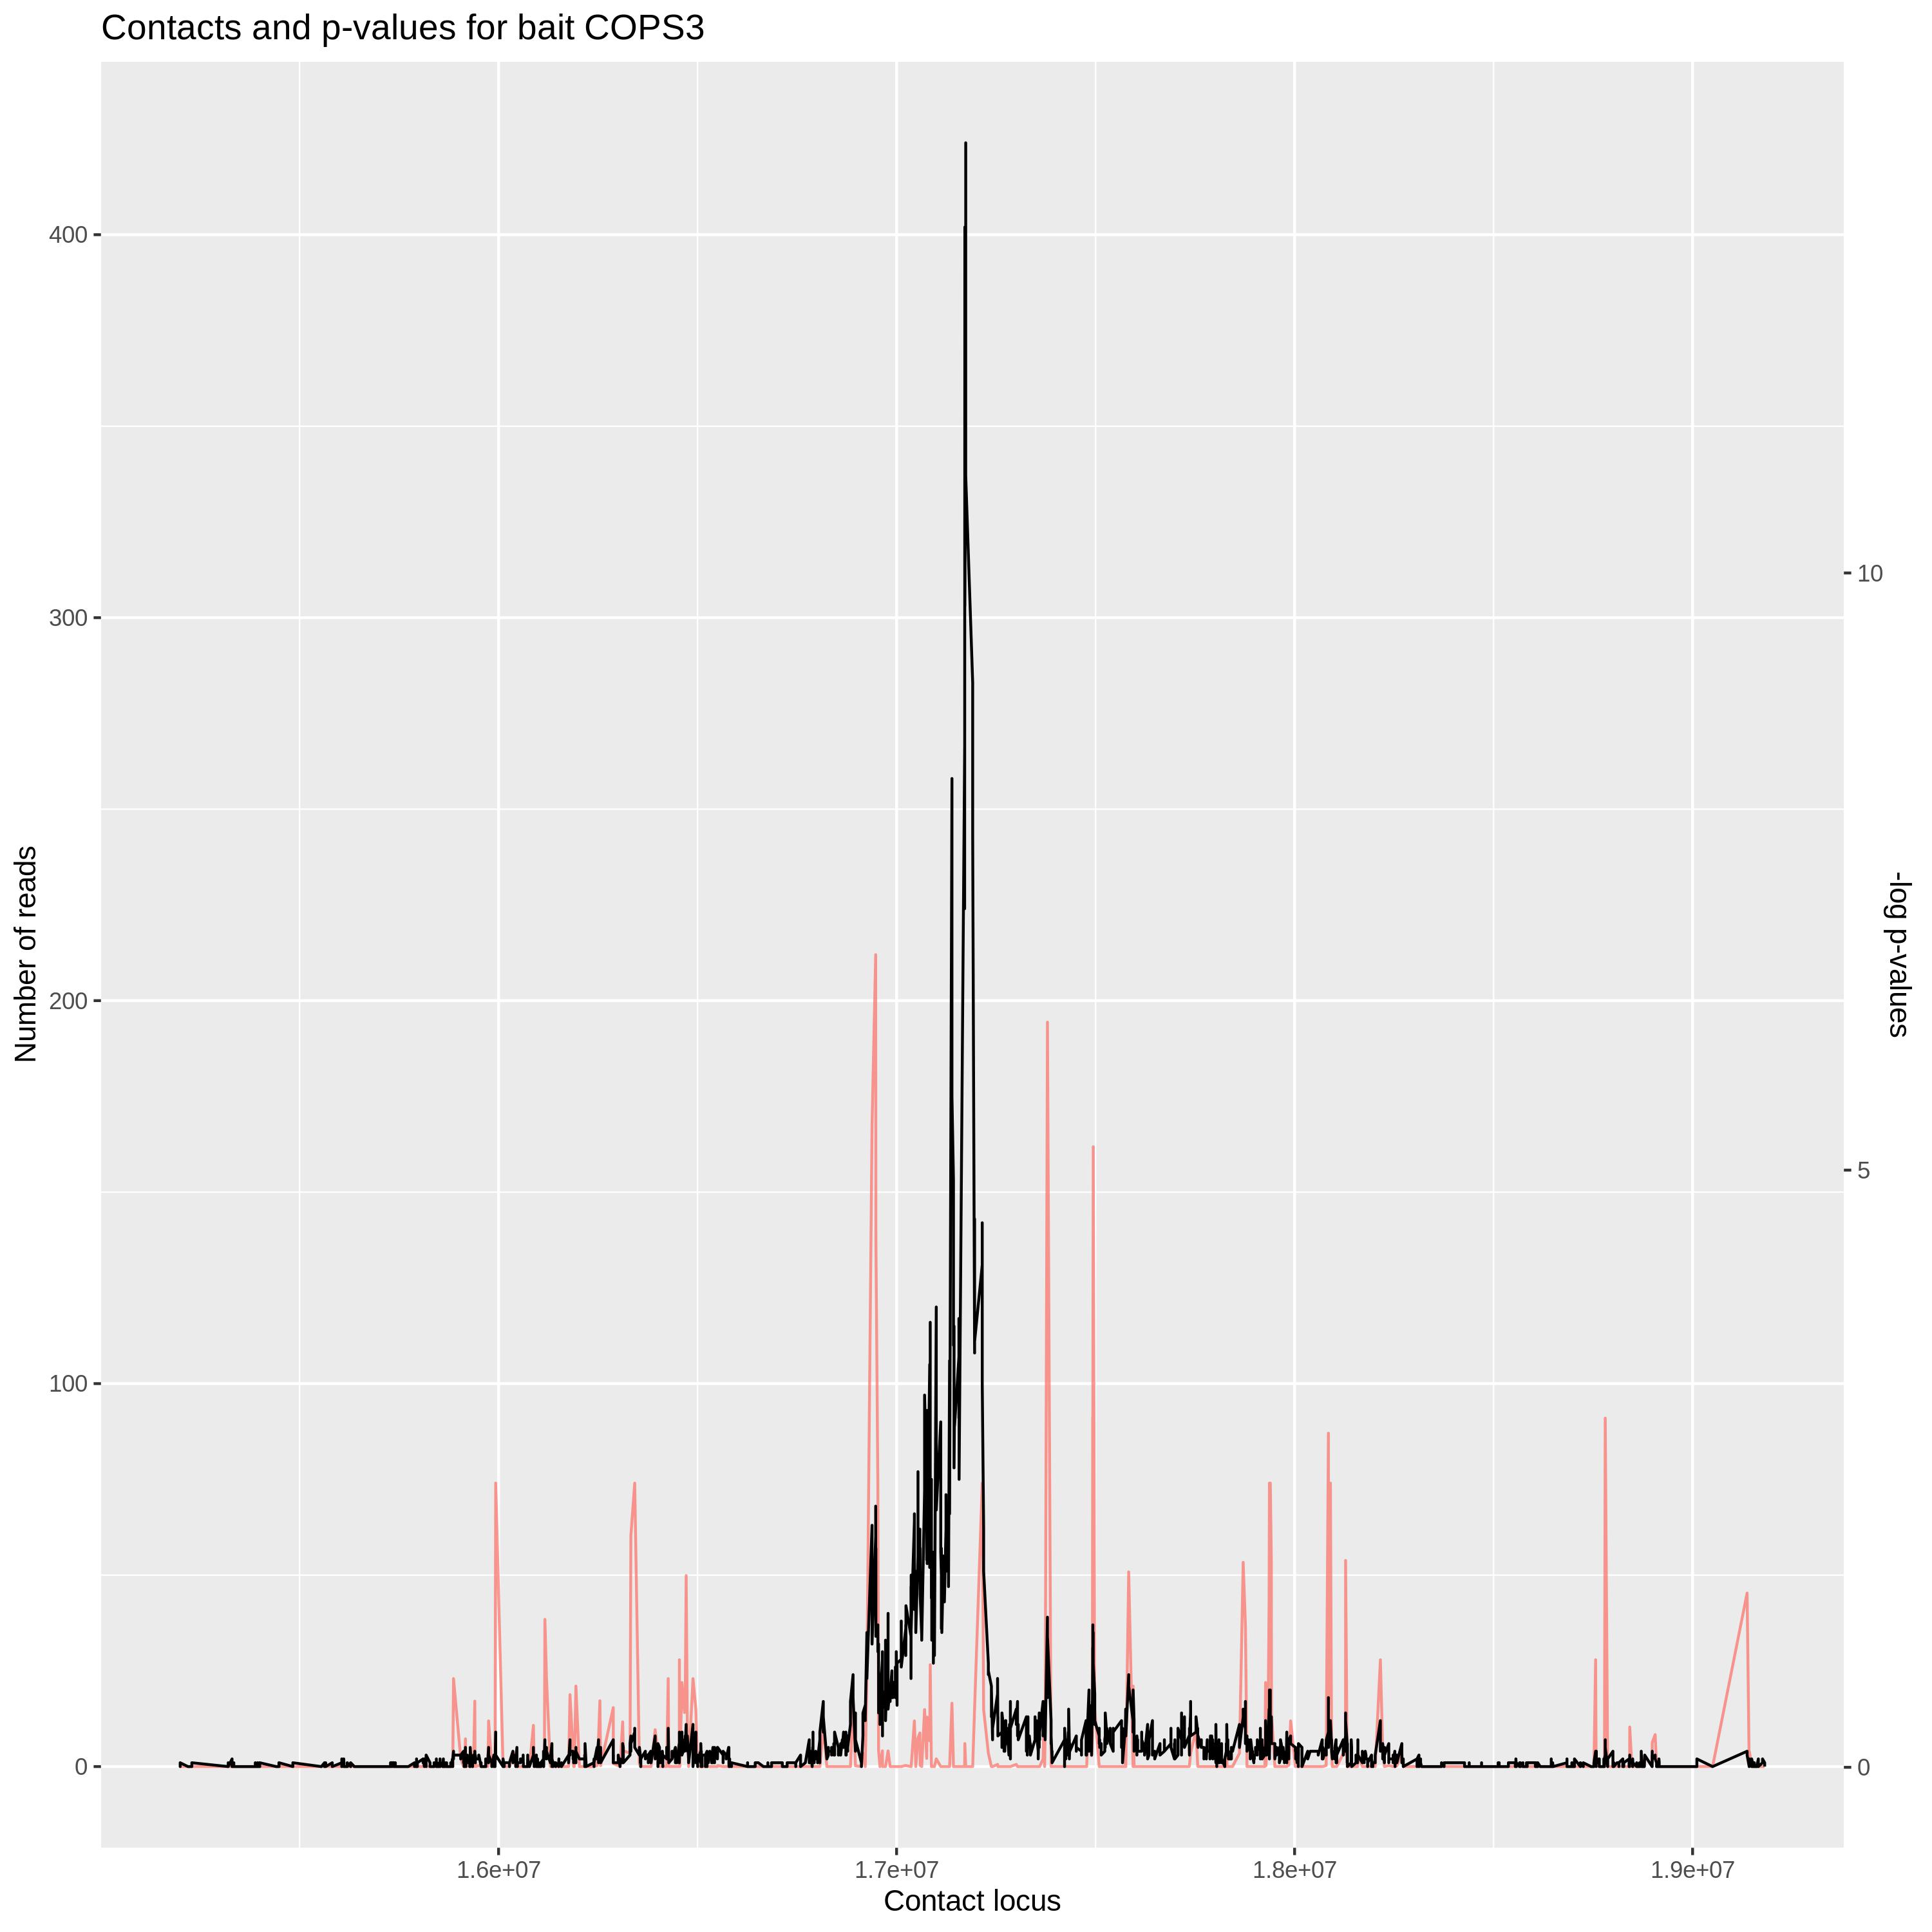 Contacts and p-values for bait COPS3
400
300
200
100
0
Number of reads
10
5
0
-log p-values
1.6e+07
1.7e+07
1.8e+07
1.9e+07
Contact locus